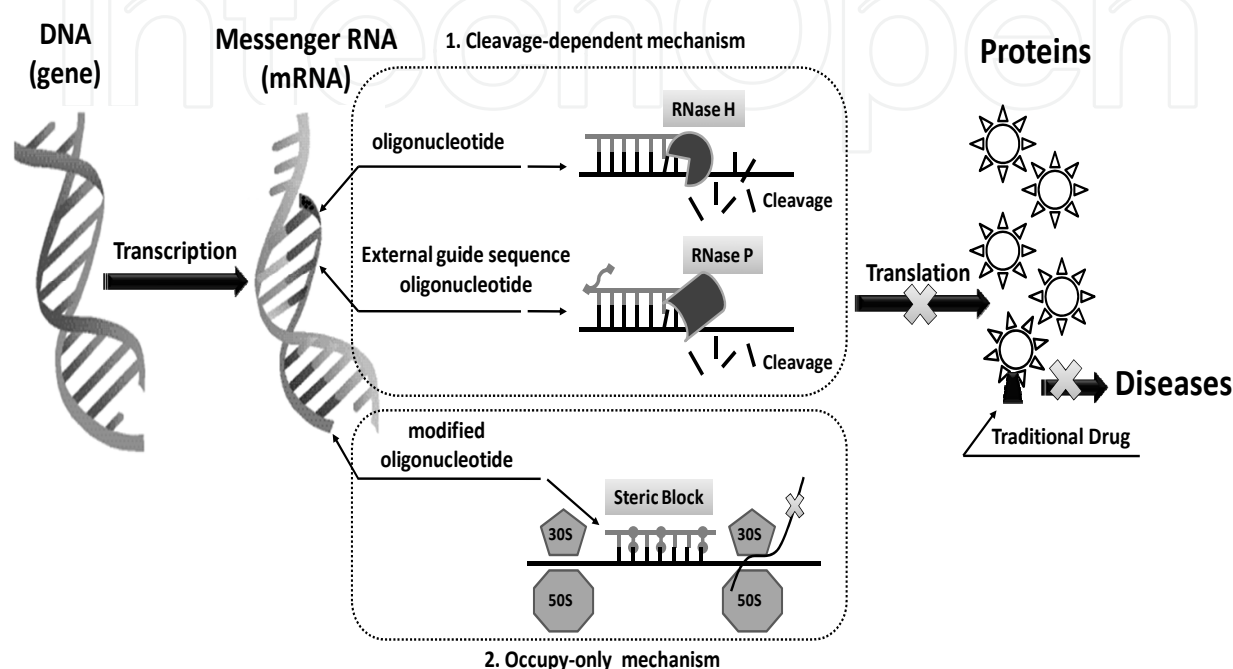 IntechOpen
DNA
(gene)
Messenger RNA
(mRNA)
1. Cleavage-dependent mechanism
Proteins
RNase H
oligonucleotide
Cleavage
Transcription
External guide sequence
oligonucleotide
RNase P
Translation
Cleavage
Diseases
Traditional Drug
modified
oligonucleotide
Steric Block
30S
30S
50S
50S
2. Occupy-only mechanism